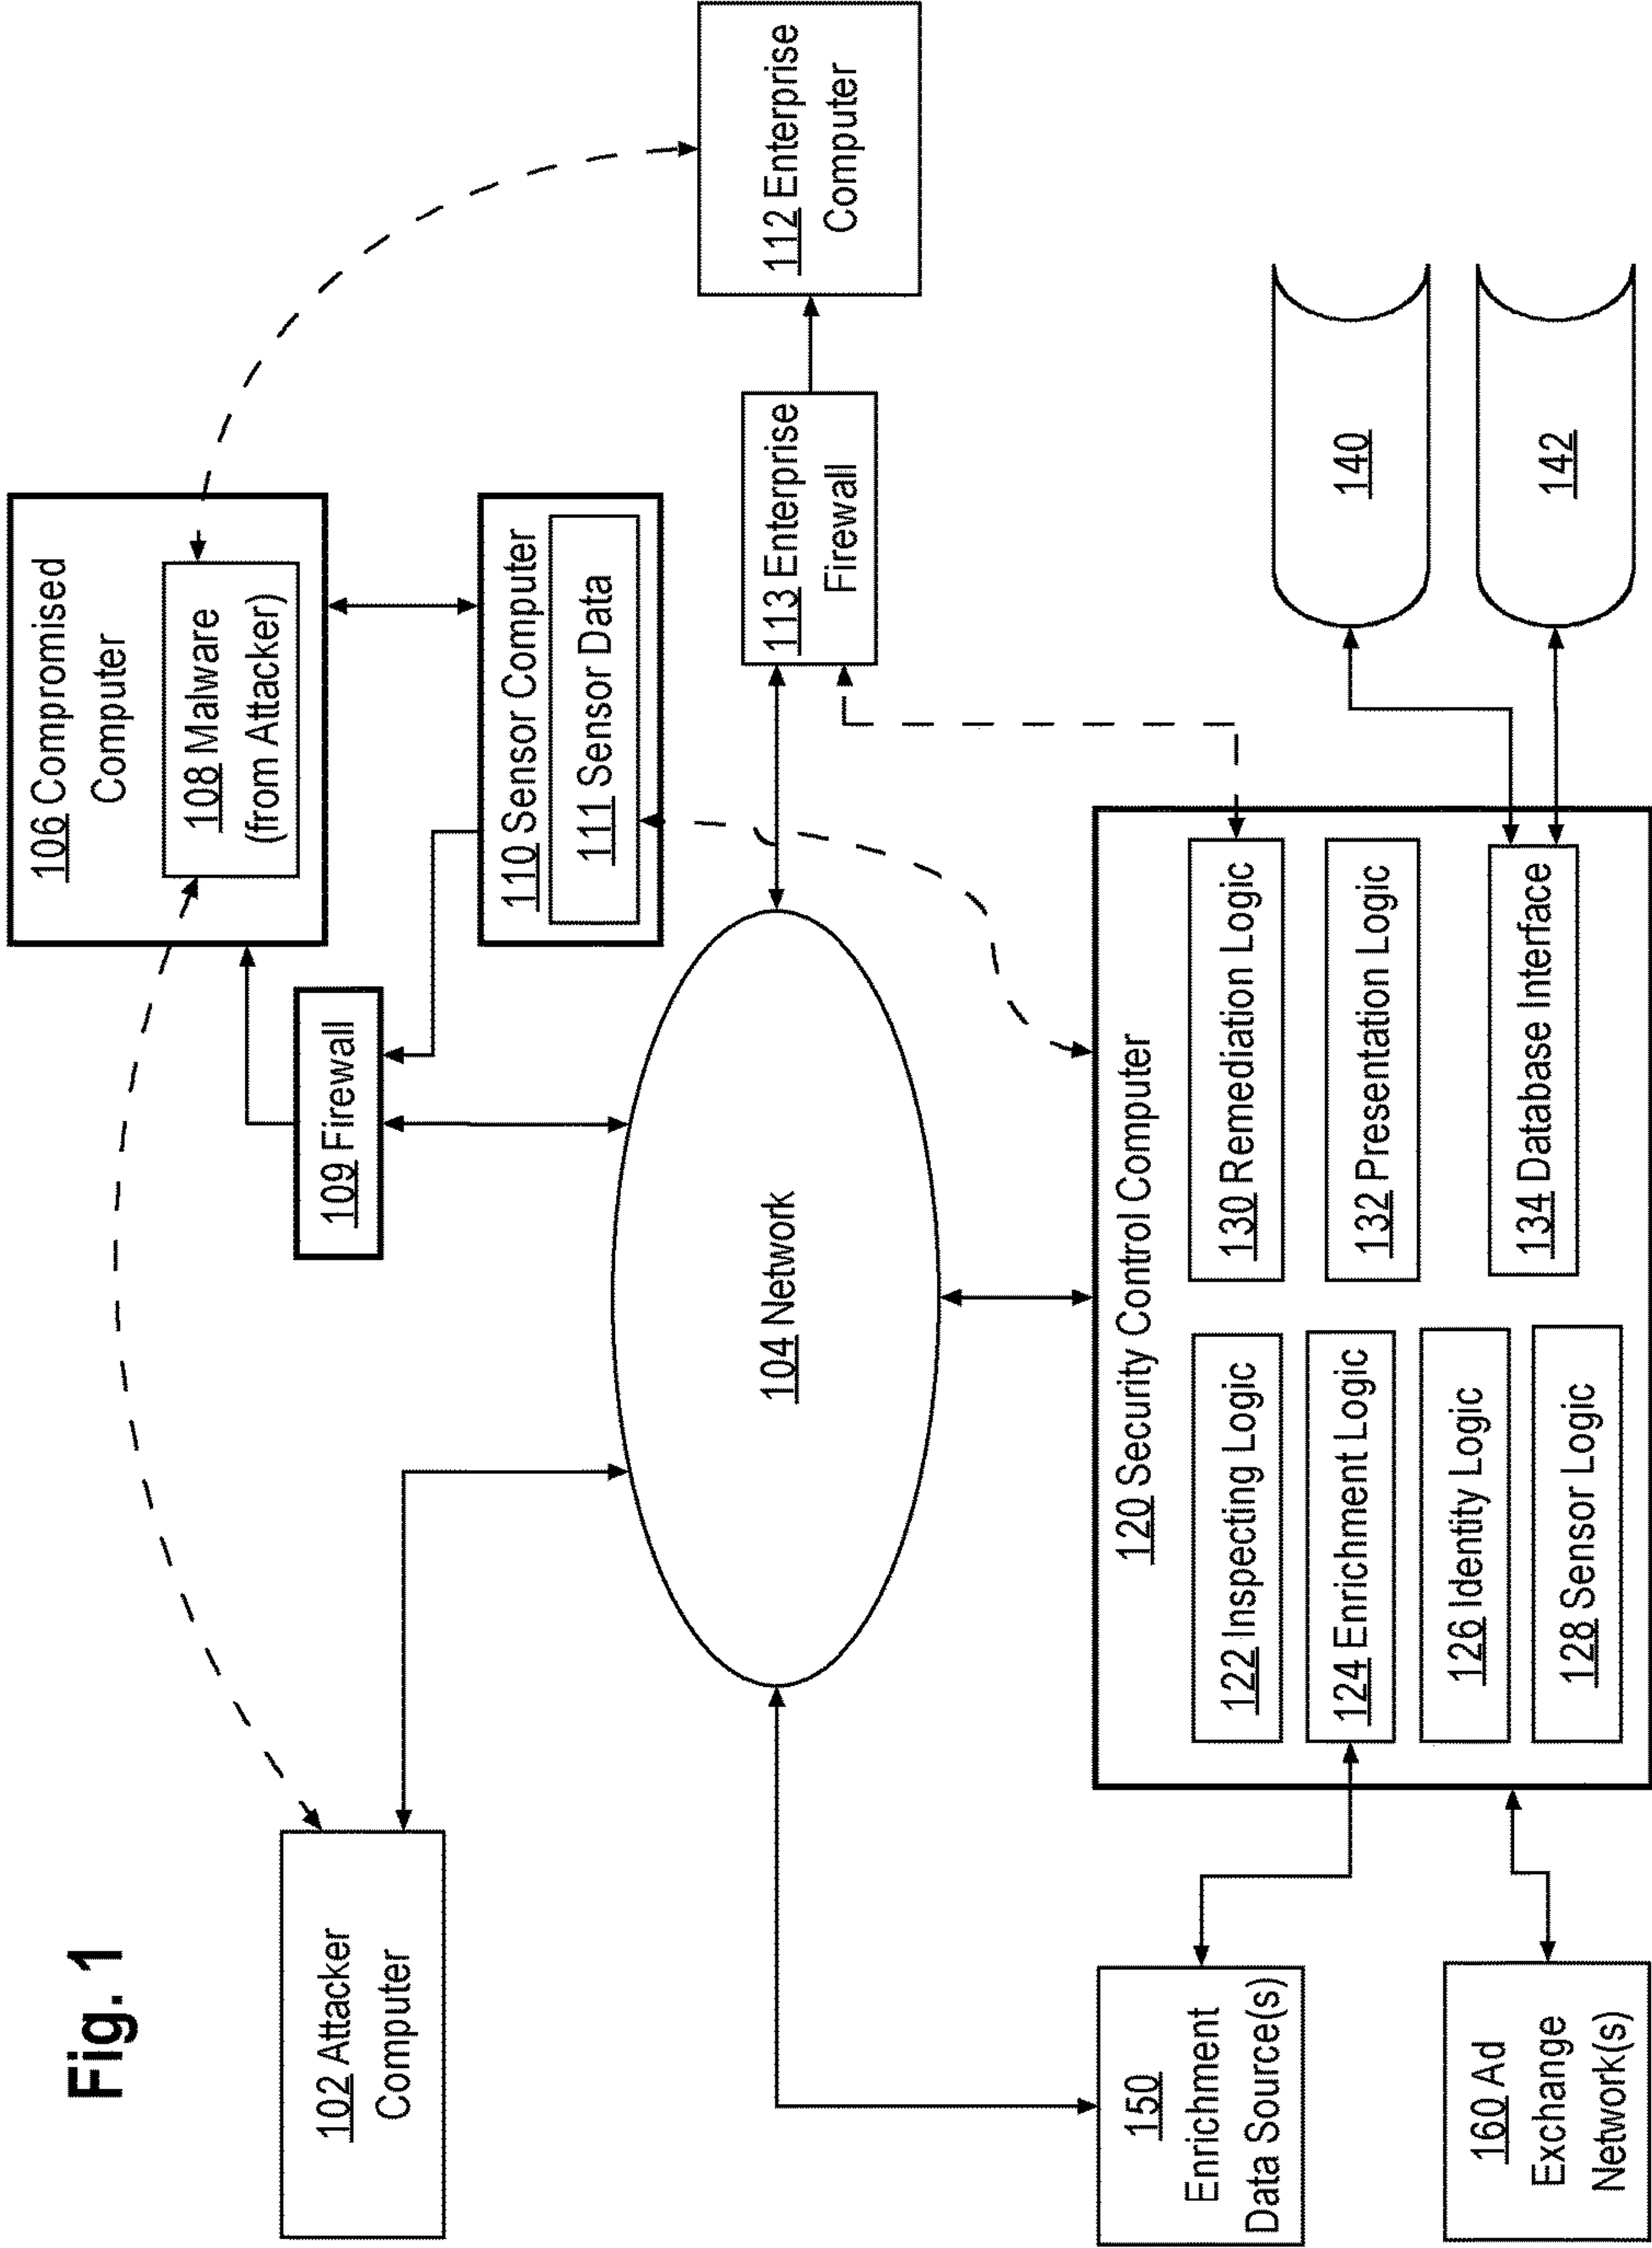 Fig. 1
102 Attacker
Computer
106 Compromised
Computer
108 Malware
(from Attacker)
109 Firewall
110 Sensor Computer
111 Sensor Data
104 Network
113 Enterprise
Firewall
112 Enterprise
Computer
150
Enrichment
Data Source(s)
160 Ad
Exchange
Network(s)
120 Security Control Computer
122 Inspecting Logic
124 Enrichment Logic
126 Identity Logic
128 Sensor Logic
130 Remediation Logic
132 Presentation Logic
134 Database Interface
140
142